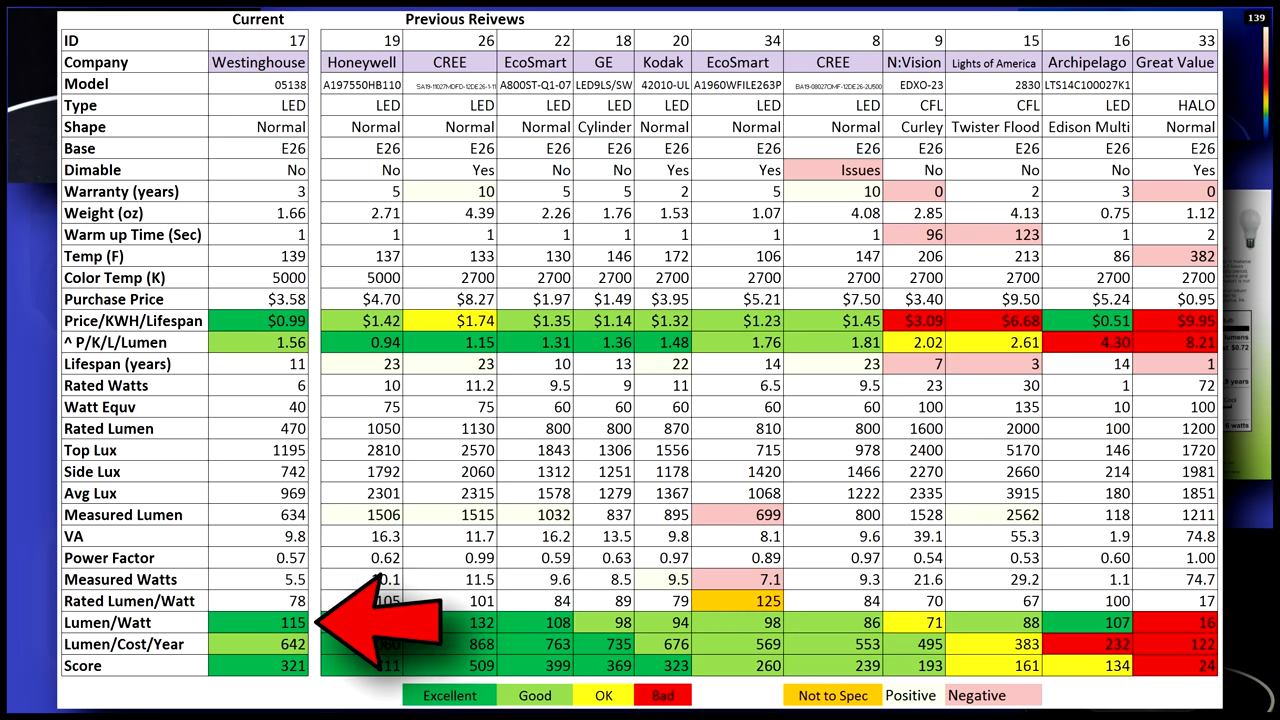 Current Previous Reivews
139
ID 17 19 26 22 18 20 34 8 9 15 16 33
Company Westinghouse Honeywell CREE EcoSmart GE Kodak EcoSmart CREE N:Vision Lights of America Archipelago Great Value
Model 05138 A197550HB110 A800ST-Q1-07 LED9LS/SW 42010-UL A1960WFILE263P EDXO-23 2830 LTS14C100027K1
Type LED LED LED LED LED LED LED LED CFL CFL LED HALO
Shape Normal Normal Normal Normal Cylinder Normal Normal Normal Curley Twister Flood Edison Multi Normal
Base E26 E26 E26 E26 E26 E26 E26 E26 E26 E26 E26 E26
Dimable No No Yes No No Yes Yes Issues No No No Yes
Warranty (years) 3 5 10 5 5 2 5 10 0 2 3 0
Weight (oz) 1.66 2.71 4.39 2.26 1.76 1.53 1.07 4.08 2.85 4.13 0.75 1.12
Warm up Time (Sec) 1 1 1 1 1 1 1 1 96 123 1 2
Temp (F) 139 137 133 130 146 172 106 147 206 213 86 382
Color Temp (K) 5000 5000 2700 2700 2700 2700 2700 2700 2700 2700 2700 2700
Purchase Price $3.58 $4.70 $8.27 $1.97 $1.49 $3.95 $5.21 $7.50 $3.40 $9.50 $5.24 $0.95
Price/KWH/Lifespan $0.99 $1.42 $1.74 $1.35 $1.14 $1.32 $1.23 $1.45 $3.09 $6.68 $0.51 $9.95
^ P/K/L/Lumen 1.56 0.94 1.15 1.31 1.36 1.48 1.76 1.81 2.02 2.61 4.30 8.21
Lifespan (years) 11 23 23 10 13 22 14 23 7 3 14 1
Rated Watts 6 10 11.2 9.5 9 11 6.5 9.5 23 30 1 72
Watt Equv 40 75 75 60 60 60 60 60 100 135 10 100
Rated Lumen 470 1050 1130 800 800 870 810 800 1600 2000 100 1200
Top Lux 1195 2810 2570 1843 1306 1556 715 978 2400 5170 146 1720
Side Lux 742 1792 2060 1312 1251 1178 1420 1466 2270 2660 214 1981
Avg Lux 969 2301 2315 1578 1279 1367 1068 1222 2335 3915 180 1851
Measured Lumen 634 1506 1515 1032 837 895 699 800 1528 2562 118 1211
VA 9.8 16.3 11.7 16.2 13.5 9.8 8.1 9.6 39.1 55.3 1.9 74.8
Power Factor 0.57 0.62 0.99 0.59 0.63 0.97 0.89 0.97 0.54 0.53 0.60 1.00
Measured Watts 5.5 11.5 9.6 8.5 9.5 7.1 9.3 21.6 29.2 1.1 74.7
Rated Lumen/Watt 78 105 101 84 89 79 125 84 70 67 100 17
Lumen/Watt 115 132 108 98 94 98 86 71 88 107 16
Lumen/Cost/Year 642 868 763 735 676 569 553 495 383 232 122
Score 321 509 399 369 323 260 239 193 161 134 24
Excellent Good OK Bad Not to Spec Positive Negative